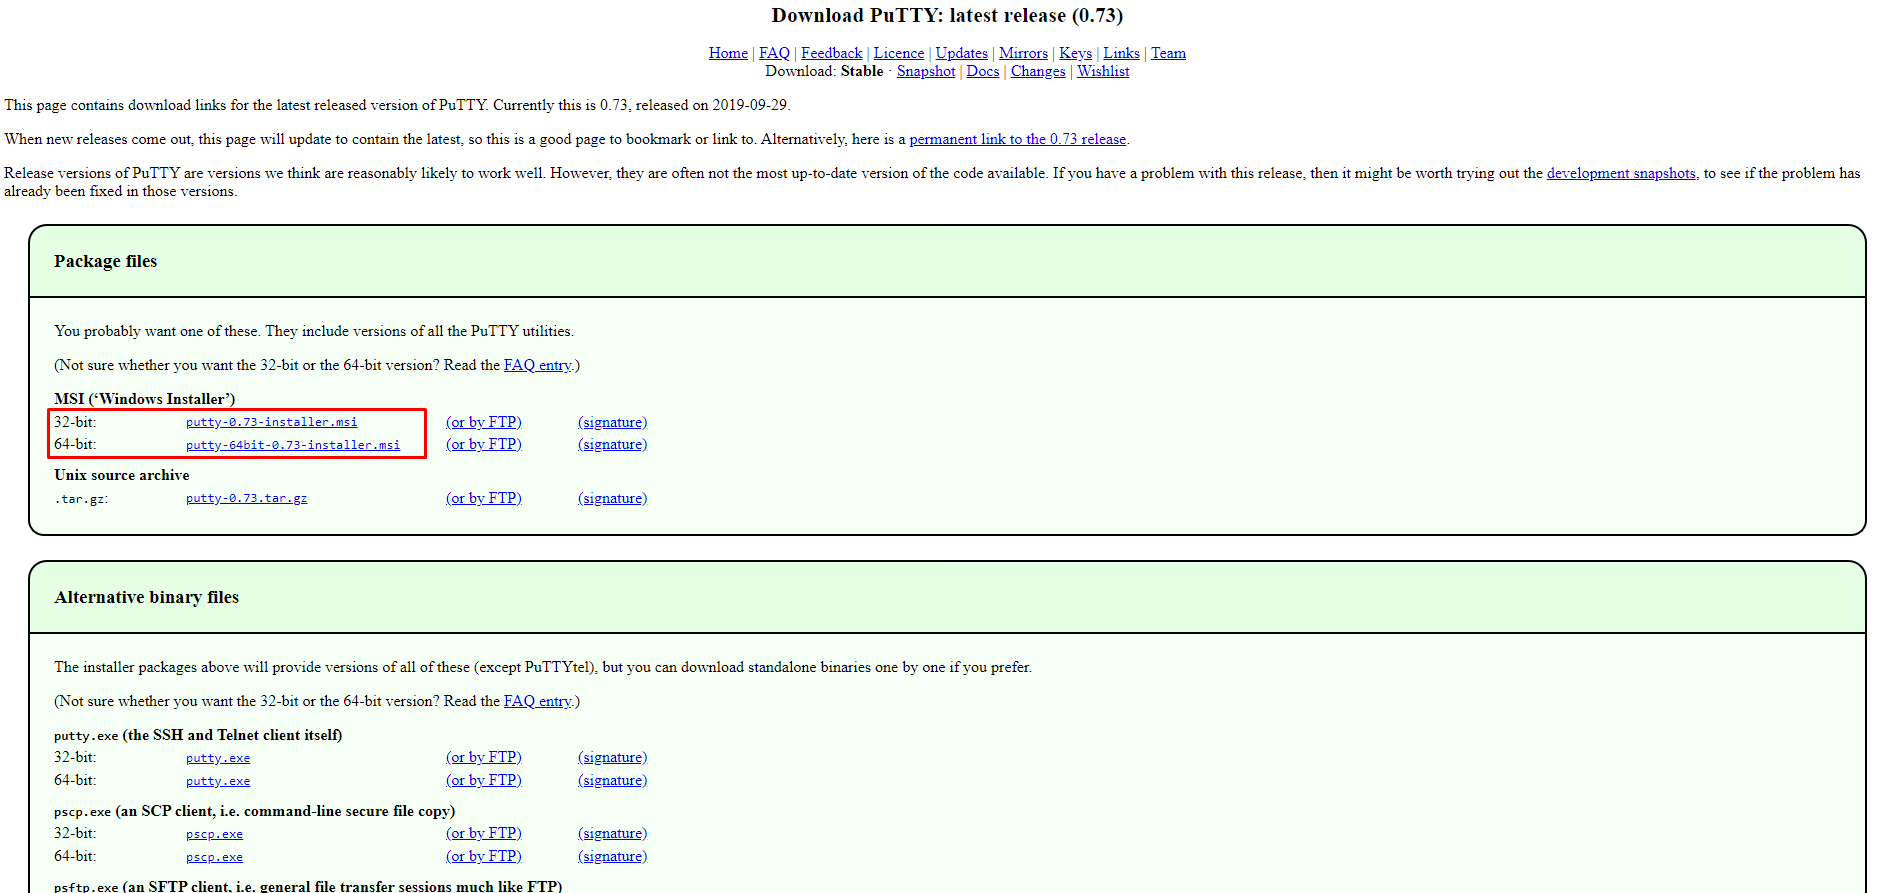 Download PuTTY: latest release (0.73)
Home | FAQ | Feedback | Licence | Updates | Mirrors | Keys | Links | Team
Download: Stable · Snapshot | Docs | Changes | Wishlist
This page contains download links for the latest released version of PuTTY. Currently this is 0.73, released on 2019-09-29.
When new releases come out, this page will update to contain the latest, so this is a good page to bookmark or link to. Alternatively, here is a permanent link to the 0.73 release.
Release versions of PuTTY are versions we think are reasonably likely to work well. However, they are often not the most up-to-date version of the code available. If you have a problem with this release, then it might be worth trying out the development snapshots, to see if the problem has
already been fixed in those versions.
Package files
You probably want one of these. They include versions of all the PuTTY utilities.
(Not sure whether you want the 32-bit or the 64-bit version? Read the FAQ entry.)
MSI (‘Windows Installer’)
32-bit: putty-0.73-installer.msi (or by FTP) (signature)
64-bit: putty-64bit-0.73-installer.msi (or by FTP) (signature)
Unix source archive
.tar.gz: putty-0.73.tar.gz (or by FTP) (signature)
Alternative binary files
The installer packages above will provide versions of all of these (except PuTTYtel), but you can download standalone binaries one by one if you prefer.
(Not sure whether you want the 32-bit or the 64-bit version? Read the FAQ entry.)
putty.exe (the SSH and Telnet client itself)
32-bit: putty.exe (or by FTP) (signature)
64-bit: putty.exe (or by FTP) (signature)
pscp.exe (an SCP client, i.e. command-line secure file copy)
32-bit: pscp.exe (or by FTP) (signature)
64-bit: pscp.exe (or by FTP) (signature)
psftp.exe (an SFTP client, i.e. general file transfer sessions much like FTP)